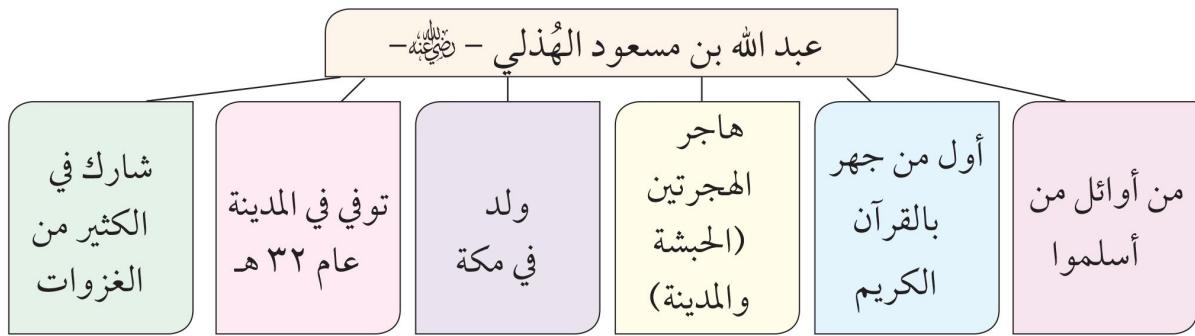 عبد الله بن مسعود الهُذلي – رضي الله عنه –
من أوائل من
أسلموا
أول من جهر
بالقرآن
الكريم
هاجر
الهجرتين
(الحبشة
والمدينة)
ولد
في مكة
توفي في المدينة
عام ٣٢ هـ
شارك في
الكثير من
الغزوات